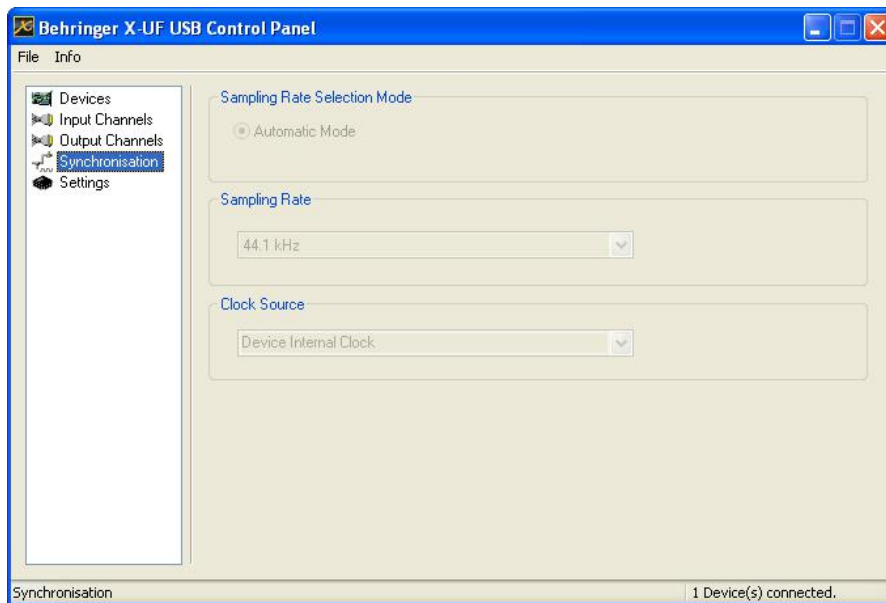 Behringer X-UF USB Control Panel
File Info
Devices
Input Channels
Output Channels
Synchronisation
Settings
Sampling Rate Selection Mode
Automatic Mode
Sampling Rate
44.1 kHz
Clock Source
Device Internal Clock
Synchronisation
1 Device(s) connected.